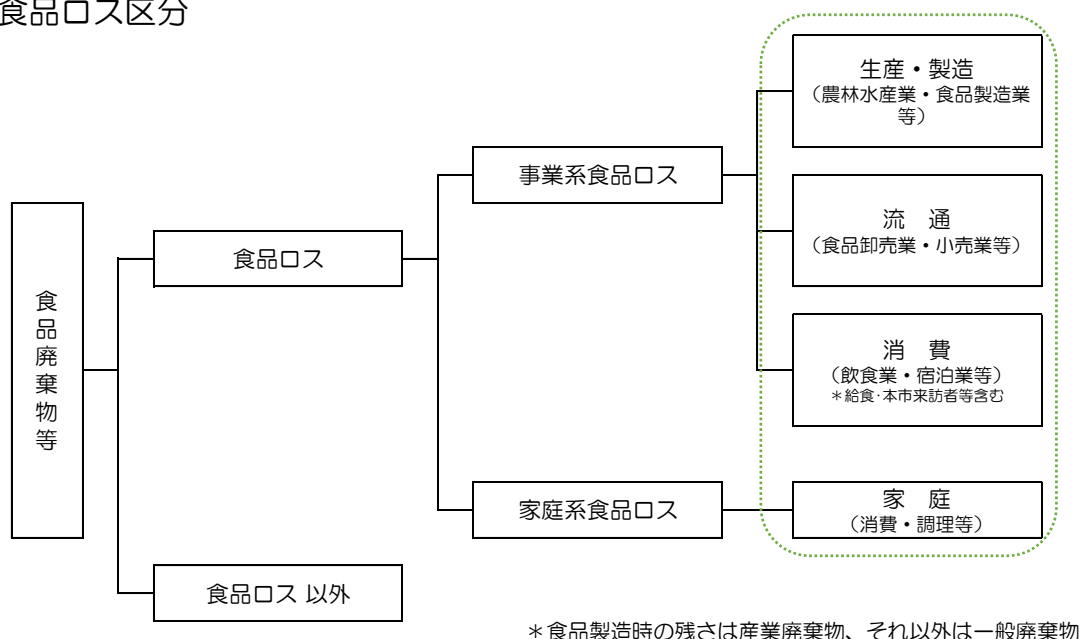 食品ロス区分
生産・製造
（農林水産業・食品製造業
等）
事業系食品ロス
流　通
（食品卸売業・小売業等）
食品ロス
食品廃棄物等
消　費
（飲食業・宿泊業等）
＊給食･本市来訪者等含む
家庭系食品ロス
家　庭
（消費・調理等）
食品ロス 以外
＊食品製造時の残さは産業廃棄物、それ以外は一般廃棄物